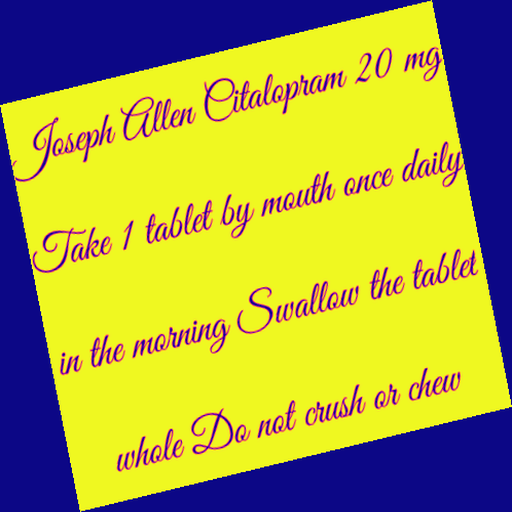 Joseph Allen Citalopram 20 mg
Take 1 tablet by mouth once daily
in the morning Swallow the tablet
whole Do not crush or chew